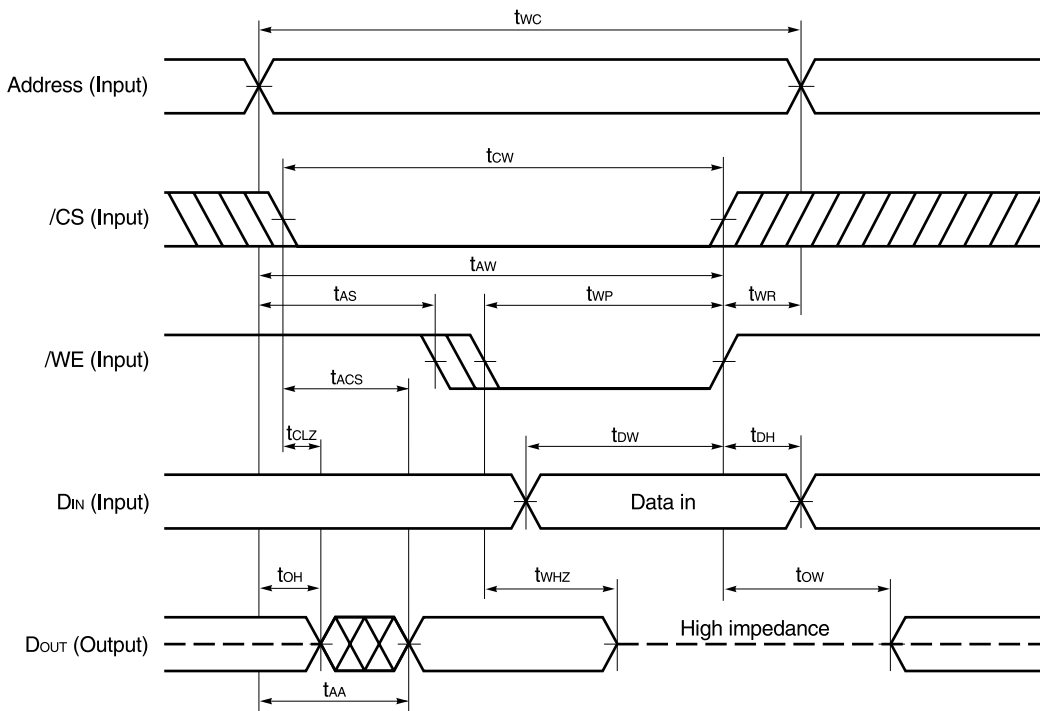 tWC
Address (Input)
tCW
/CS (Input)
tAW
tAS
tWP
tWR
/WE (Input)
tACS
tCLZ
tDW
tDH
DIN (Input)
Data in
tOH
tWHZ
tOW
DOUT (Output)
High impedance
tAA